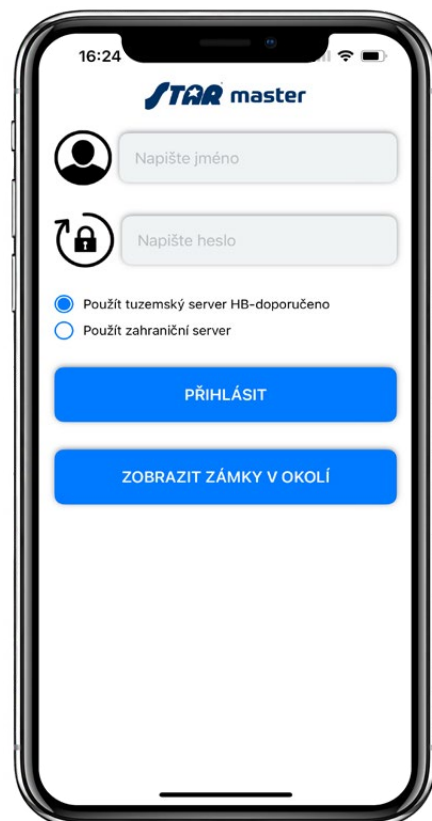 16:24
STAR master
Napište jméno
Napište heslo
Použít tuzemský server HB-doporučeno
Použít zahraniční server
PŘIHLÁSIT
ZOBRAZIT ZÁMKY V OKOLÍ